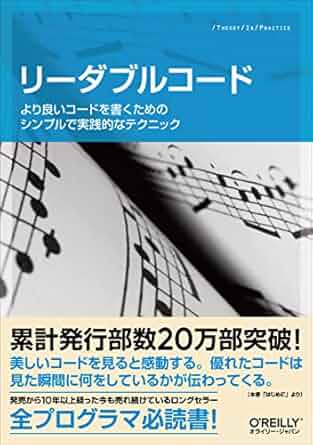 /THEORY/IN/PRACTICE
リーダブルコード
より良いコードを書くための
シンプルで実践的なテクニック
累計発行部数20万部突破!
美しいコードを見ると感動する。優れたコードは
見た瞬間に何をしているかが伝わってくる。
(本書「はじめに」より)
発売から10年以上経った今も売れ続けているロングセラー
全プログラマ必読書!
O'REILLY®
オライリー・ジャパン